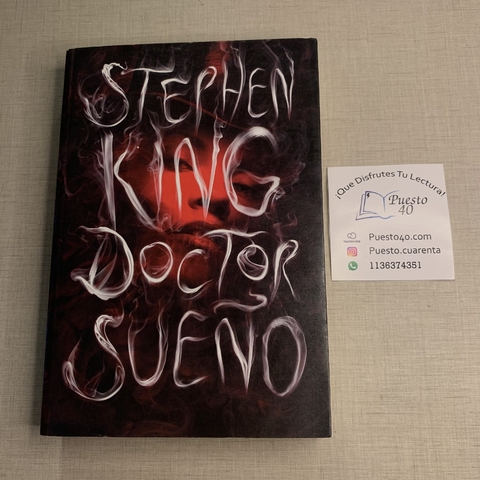 STEPHEN
KING
DOCTOR
SUEÑO
¡Que Disfrutes Tu Lectura!
Puesto
40
Puesto40.com
Puesto.cuarenta
1136374351